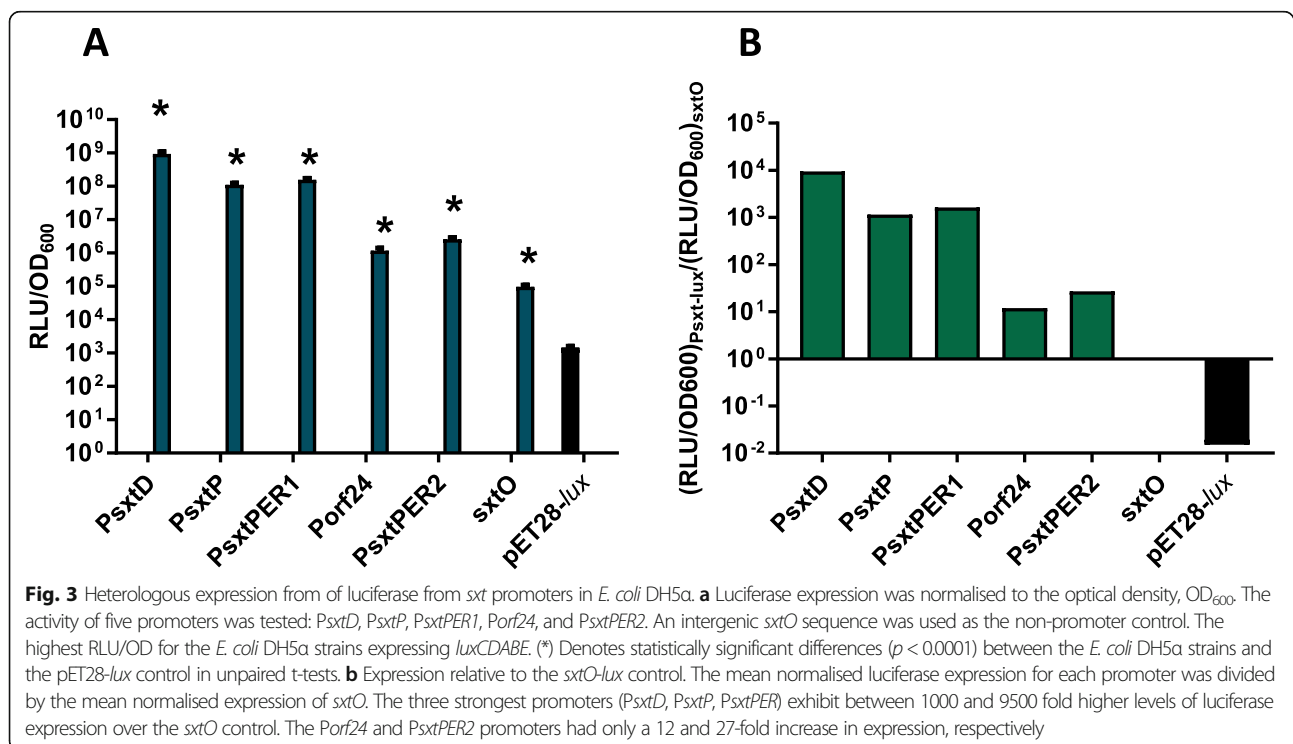 A
B
RLU/OD600
10^10
10^9
10^8
10^7
10^6
10^5
10^4
10^3
10^2
10^1
10^0
* * * * * *
PsxtD
PsxtP
PsxtPER1
Porf24
PsxtPER2
sxtO
pET28-lux
(RLU/OD600)Psxt-lux/(RLU/OD600)sxtO
10^5
10^4
10^3
10^2
10^1
10^0
10^-1
10^-2
PsxtD
PsxtP
PsxtPER1
Porf24
PsxtPER2
sxtO
pET28-lux
Fig. 3 Heterologous expression from of luciferase from sxt promoters in E. coli DH5α. a Luciferase expression was normalised to the optical density, OD600. The
activity of five promoters was tested: PsxtD, PsxtP, PsxtPER1, Porf24, and PsxtPER2. An intergenic sxtO sequence was used as the non-promoter control. The
highest RLU/OD for the E. coli DH5α strains expressing luxCDABE. (*) Denotes statistically significant differences (p < 0.0001) between the E. coli DH5α strains and
the pET28-lux control in unpaired t-tests. b Expression relative to the sxtO-lux control. The mean normalised luciferase expression for each promoter was divided
by the mean normalised expression of sxtO. The three strongest promoters (PsxtD, PsxtP, PsxtPER) exhibit between 1000 and 9500 fold higher levels of luciferase
expression over the sxtO control. The Porf24 and PsxtPER2 promoters had only a 12 and 27-fold increase in expression, respectively